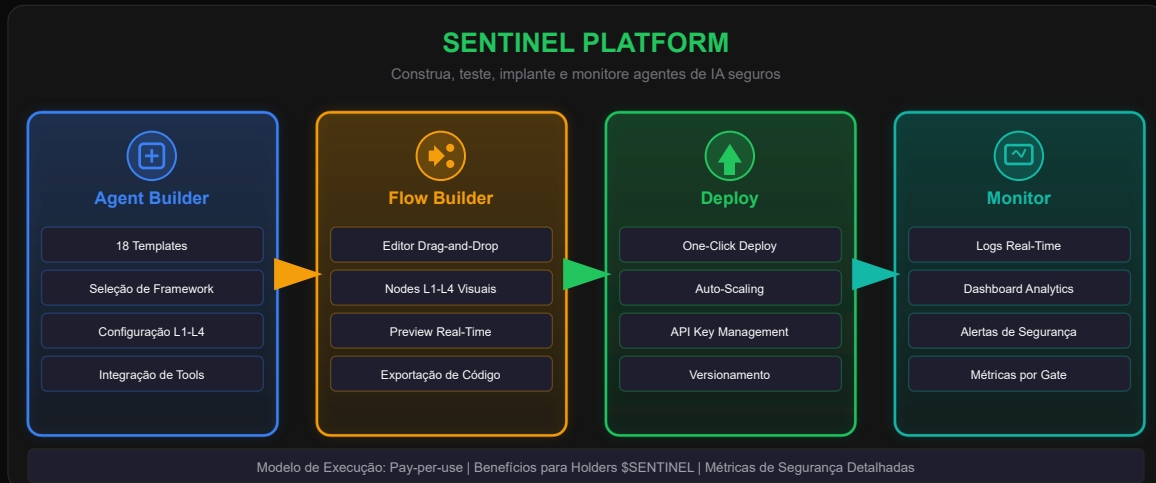 SENTINEL PLATFORM
Construa, teste, implante e monitore agentes de IA seguros
Agent Builder
18 Templates
Seleção de Framework
Configuração L1-L4
Integração de Tools
Flow Builder
Editor Drag-and-Drop
Nodes L1-L4 Visuais
Preview Real-Time
Exportação de Código
Deploy
One-Click Deploy
Auto-Scaling
API Key Management
Versionamento
Monitor
Logs Real-Time
Dashboard Analytics
Alertas de Segurança
Métricas por Gate
Modelo de Execução: Pay-per-use | Benefícios para Holders $SENTINEL | Métricas de Segurança Detalhadas